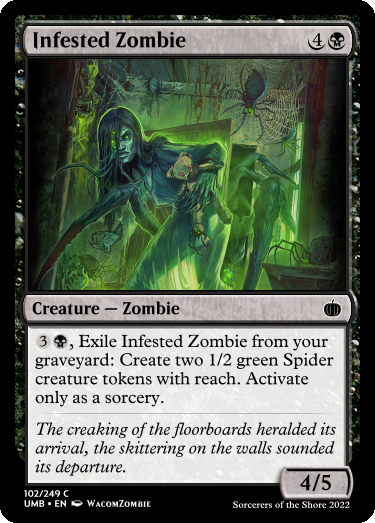 Infested Zombie 4
Creature — Zombie
3, Exile Infested Zombie from your
graveyard: Create two 1/2 green Spider
creature tokens with reach. Activate
only as a sorcery.
The creaking of the floorboards heralded its
arrival, the skittering on the walls sounded
its departure.
4/5
102/249 C
UMB • EN WacomZombie
Sorcerers of the Shore 2022